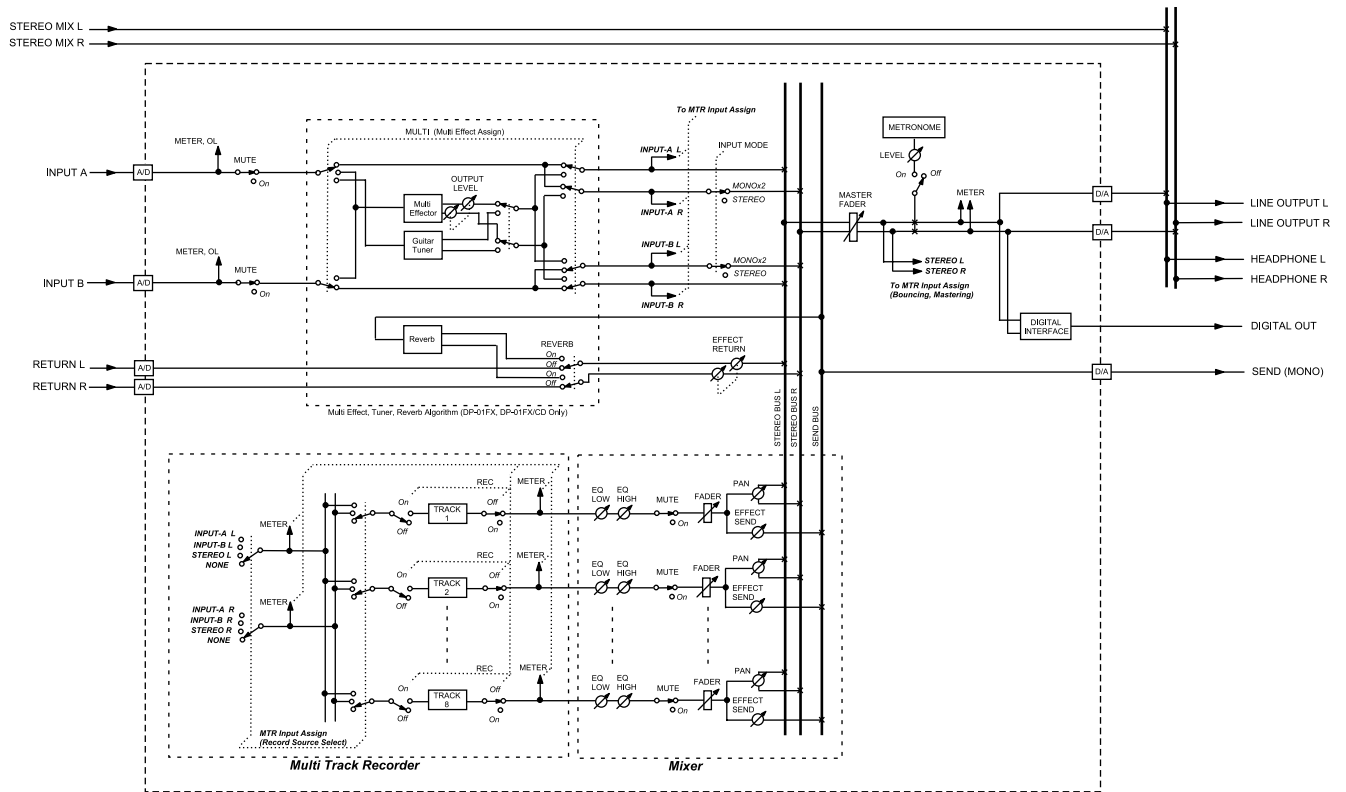 STEREO MIX L
STEREO MIX R
To MTR Input Assign
METRONOME
METER, OL
MULTI (Multi Effect Assign)
INPUT-A L
INPUT MODE
LEVEL
MUTE
On
Off
INPUT A
A/D
On
OUTPUT
LEVEL
MONOx2
MASTER
FADER
METER
D/A
LINE OUTPUT L
Multi
Effector
INPUT-A R
STEREO
LINE OUTPUT R
D/A
Guitar
Tuner
METER, OL
INPUT-B L
STEREO L
HEADPHONE L
MUTE
MONOx2
STEREO R
INPUT B
A/D
On
STEREO
To MTR Input Assign
(Bouncing, Mastering)
HEADPHONE R
INPUT-B R
DIGITAL
INTERFACE
DIGITAL OUT
Reverb
REVERB
On
Off
On
Off
EFFECT
RETURN
RETURN L
A/D
D/A
SEND (MONO)
RETURN R
A/D
Multi Effect, Tuner, Reverb Algorithm (DP-01FX, DP-01FX/CD Only)
STEREO BUS L
STEREO BUS R
SEND BUS
REC
METER
On
Off
TRACK
1
Off
On
EQ
LOW
EQ
HIGH
MUTE
On
FADER
PAN
EFFECT
SEND
METER
INPUT-A L
INPUT-B L
STEREO L
NONE
REC
METER
On
Off
TRACK
2
Off
On
EQ
LOW
EQ
HIGH
MUTE
On
FADER
PAN
EFFECT
SEND
METER
INPUT-A R
INPUT-B R
STEREO R
NONE
REC
METER
On
Off
TRACK
8
Off
On
EQ
LOW
EQ
HIGH
MUTE
On
FADER
PAN
EFFECT
SEND
MTR Input Assign
(Record Source Select)
Multi Track Recorder
Mixer